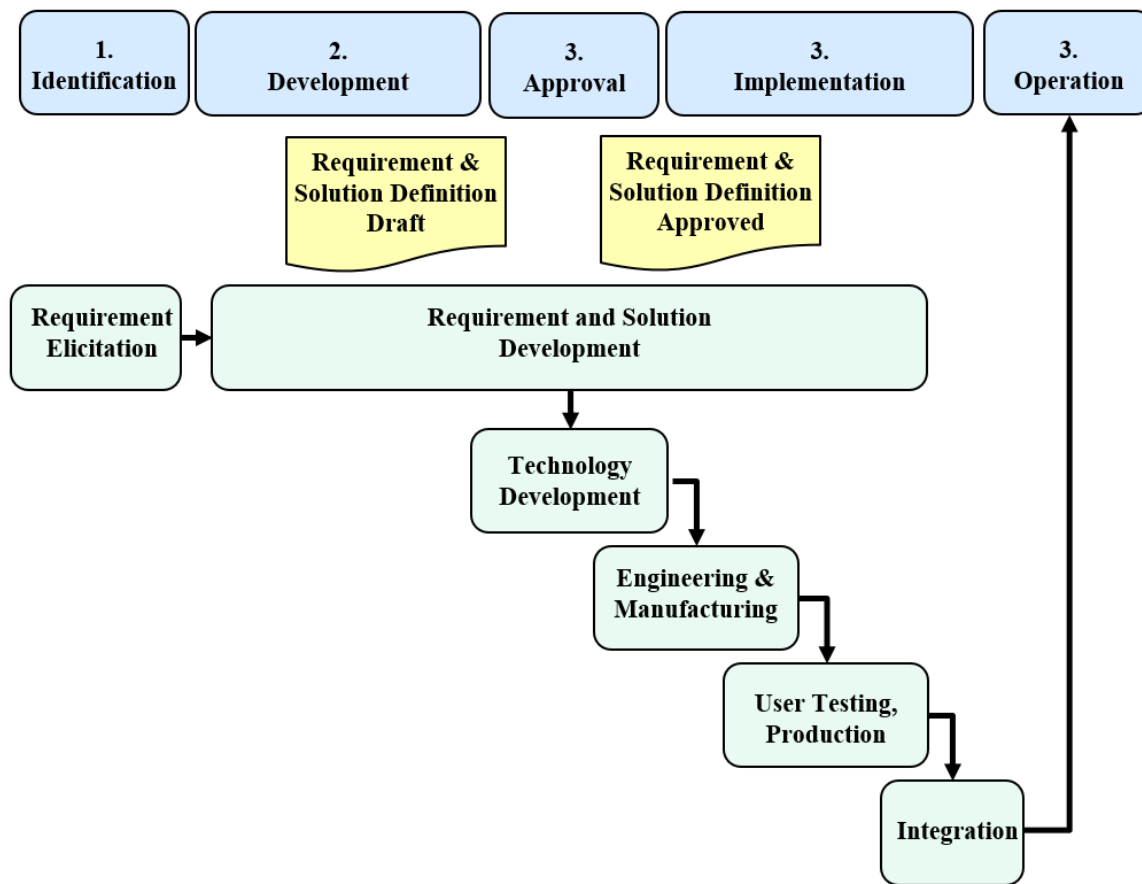 1.
Identification
2.
Development
3.
Approval
3.
Implementation
3.
Operation
Requirement &
Solution Definition
Draft
Requirement &
Solution Definition
Approved
Requirement
Elicitation
Requirement and Solution
Development
Technology
Development
Engineering &
Manufacturing
User Testing,
Production
Integration